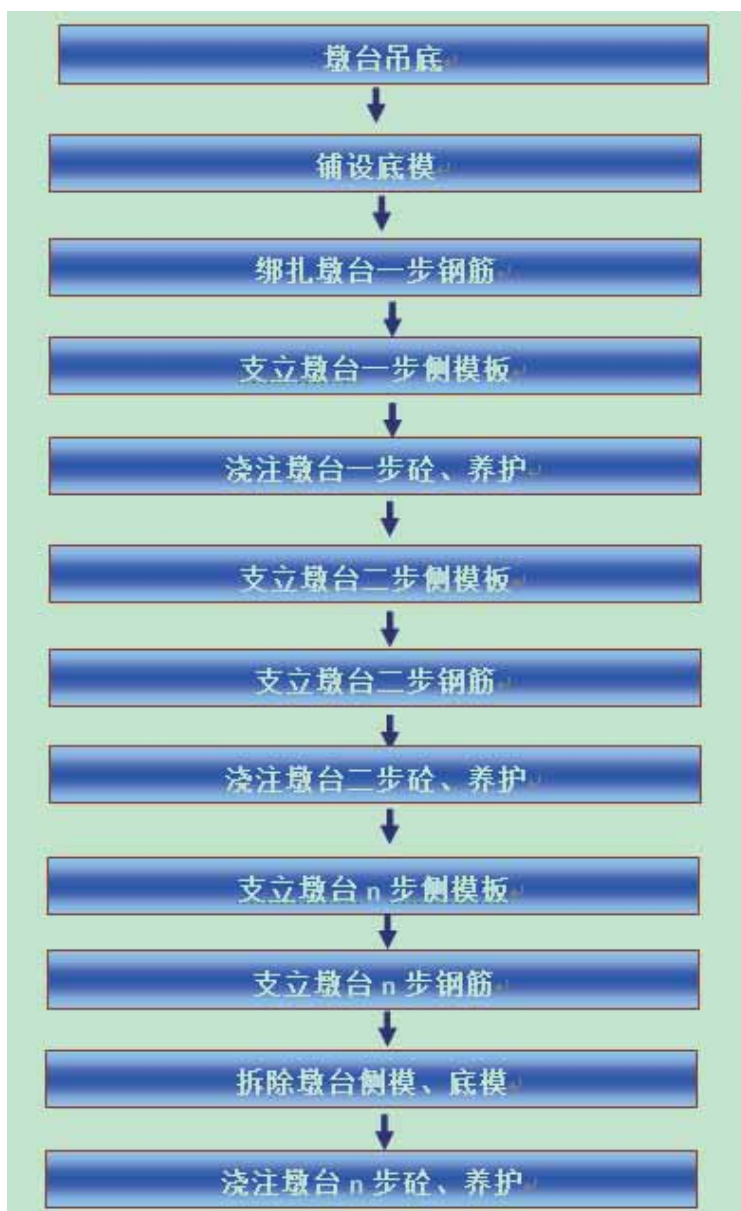 墩台吊底
铺设底模
绑扎墩台一步钢筋
支立墩台一步侧模板
浇注墩台一步砼、养护
支立墩台二步侧模板
支立墩台二步钢筋
浇注墩台二步砼、养护
支立墩台 n 步侧模板
支立墩台 n 步钢筋
拆除墩台侧模、底模
浇注墩台 n 步砼、养护